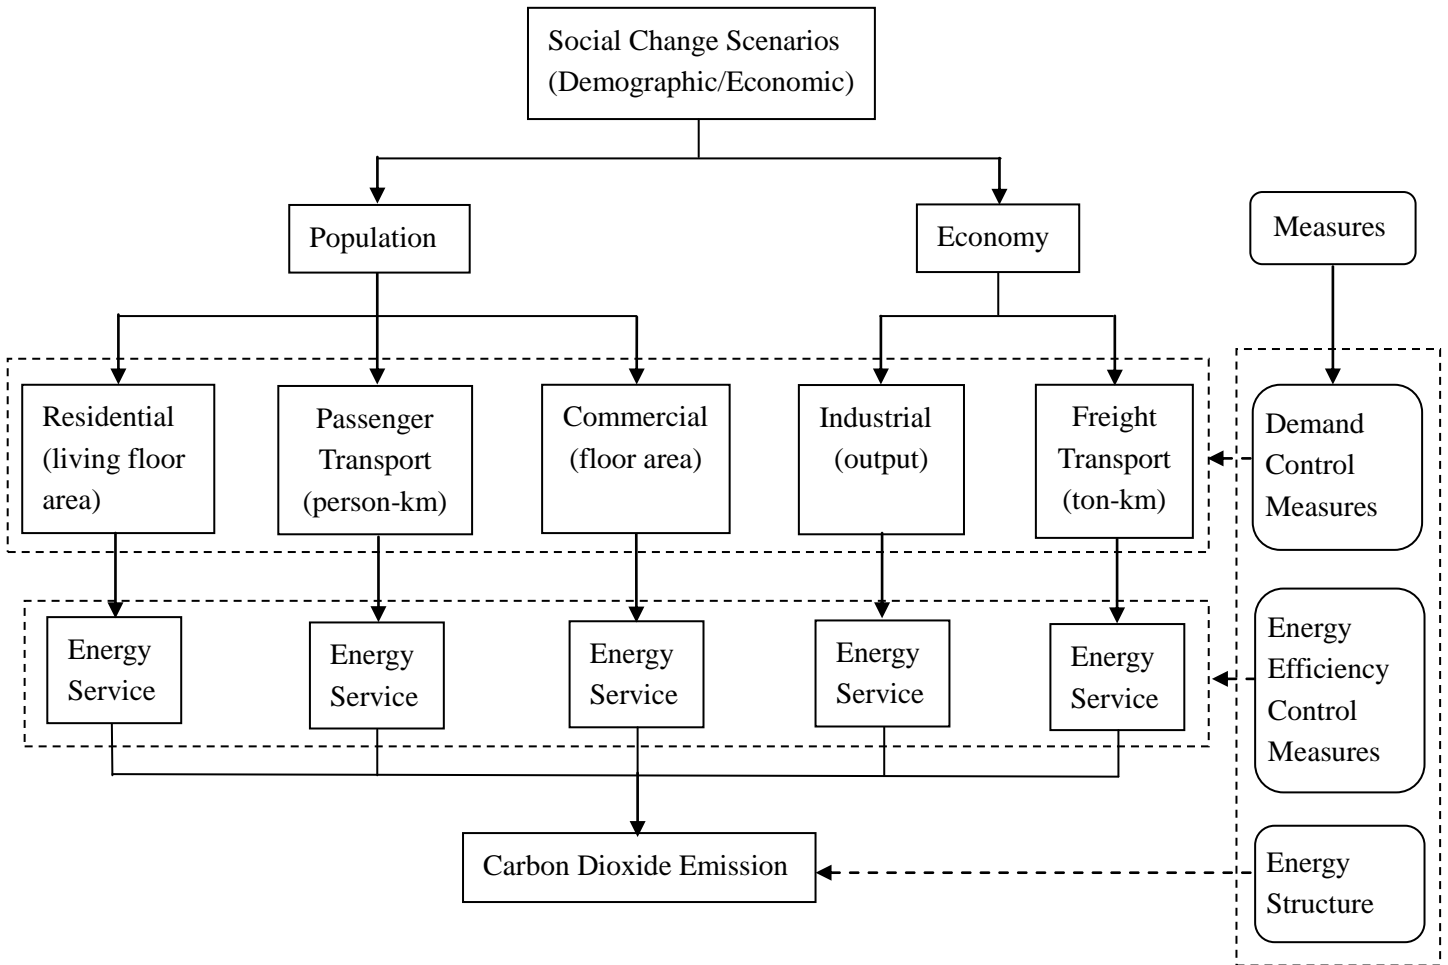 Social Change Scenarios
(Demographic/Economic)
Population
Economy
Measures
Residential
(living floor
area)
Passenger
Transport
(person-km)
Commercial
(floor area)
Industrial
(output)
Freight
Transport
(ton-km)
Demand
Control
Measures
Energy
Service
Energy
Service
Energy
Service
Energy
Service
Energy
Service
Energy
Efficiency
Control
Measures
Carbon Dioxide Emission
Energy
Structure